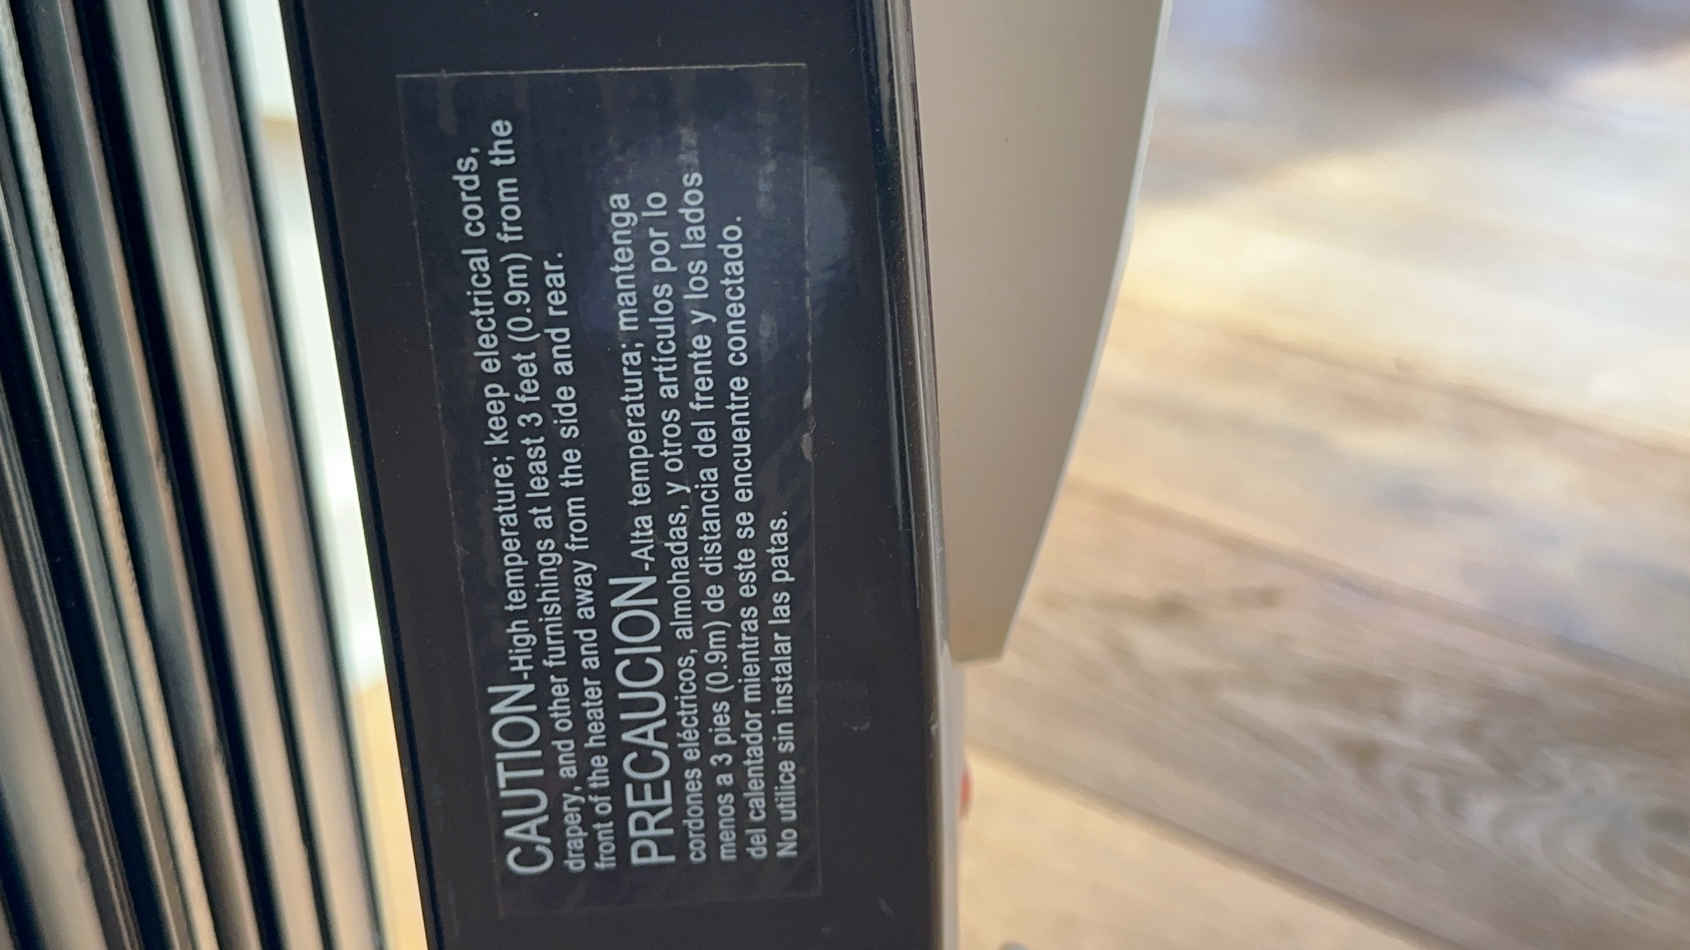 CAUTION-High temperature; keep electrical cords,
drapery, and other furnishings at least 3 feet (0.9m) from the
front of the heater and away from the side and rear.
PRECAUCION-Alta temperatura; mantenga
cordones eléctricos, almohadas, y otros artículos por lo
menos a 3 pies (0.9m) de distancia del frente y los lados
del calentador mientras este se encuentre conectado.
No utilice sin instalar las patas.